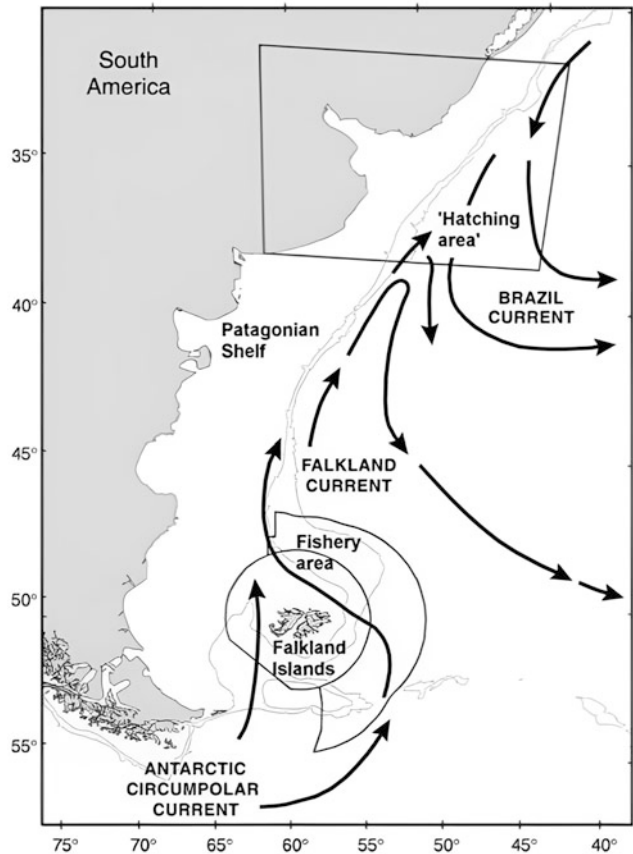 South
America
35°
'Hatching
area'
40°
BRAZIL
CURRENT
Patagonian
Shelf
45°
FALKLAND
CURRENT
Fishery
area
50°
Falkland
Islands
55°
ANTARCTIC
CIRCUMPOLAR
CURRENT
75° 70° 65° 60° 55° 50° 45° 40°